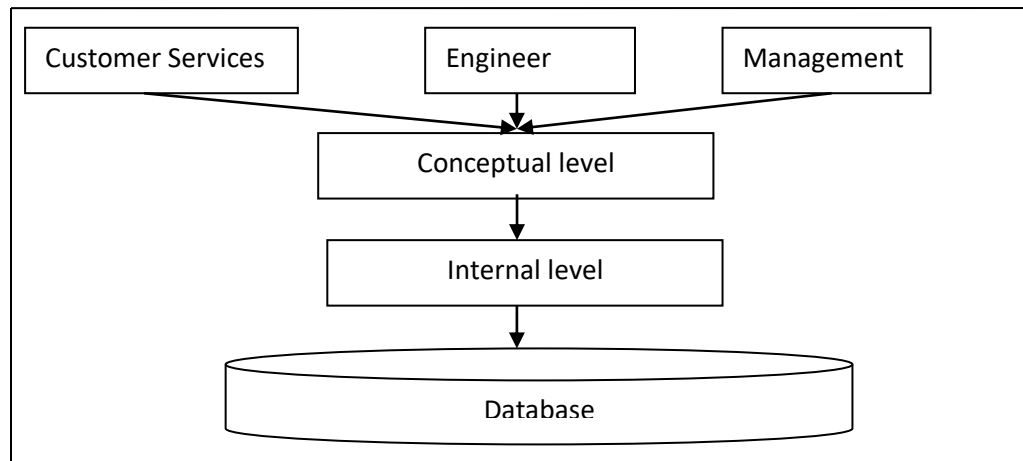 Customer Services
Engineer
Management
Conceptual level
Internal level
Database